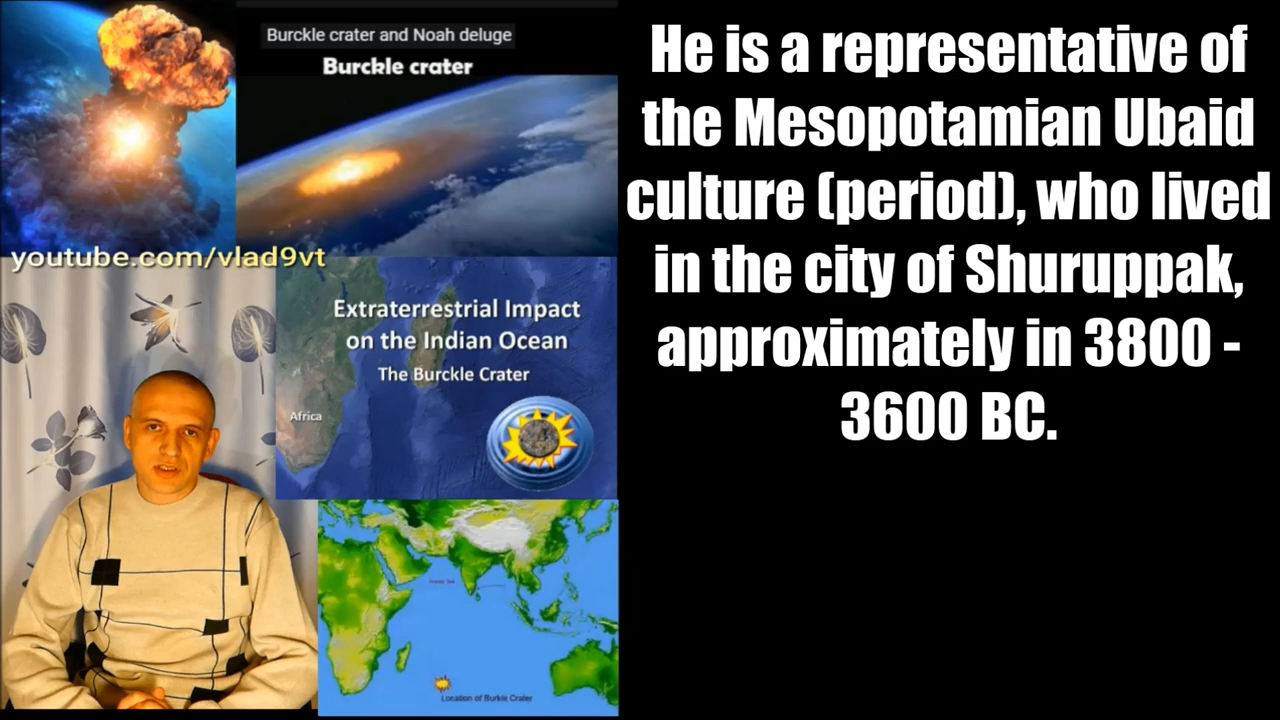 Burckle crater and Noah deluge
Burckle crater
youtube.com/vlad9vt
Extraterrestrial Impact
on the Indian Ocean
The Burckle Crater
Africa
Location of Burkle Crater
He is a representative of
the Mesopotamian Ubaid
culture (period), who lived
in the city of Shuruppak,
approximately in 3800 -
3600 BC.